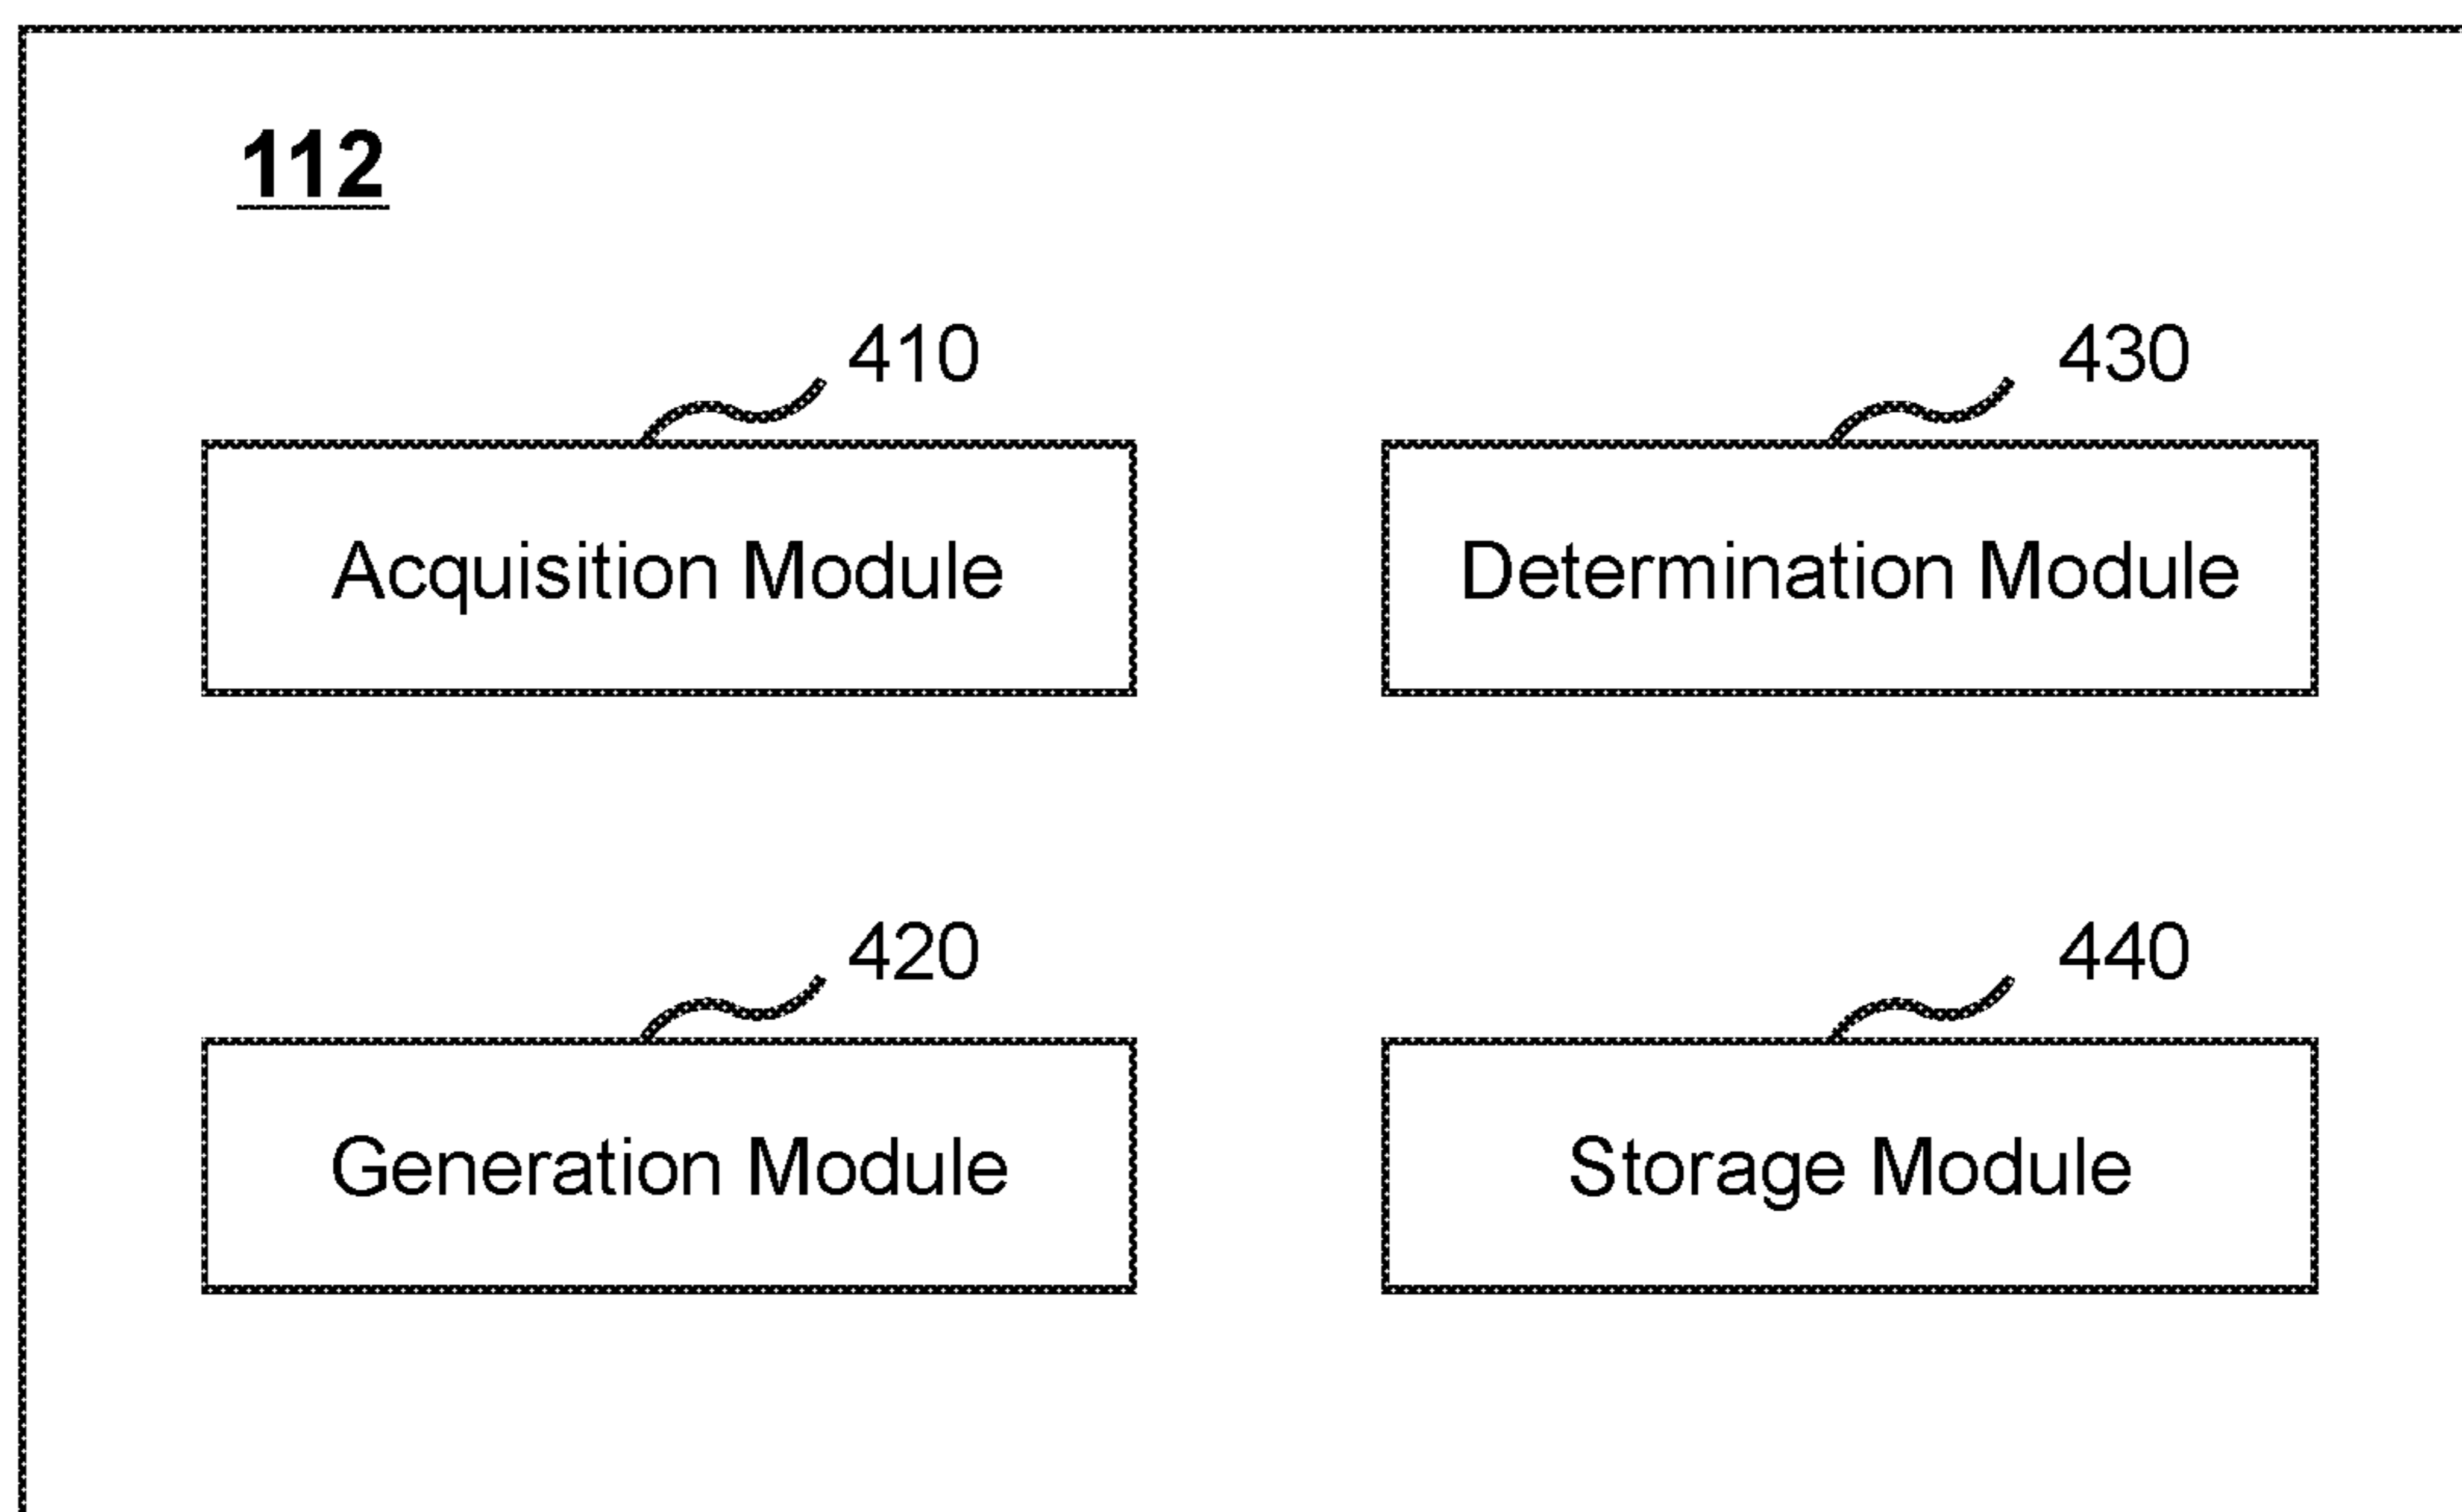 112
410
430
Acquisition Module
Determination Module
420
440
Generation Module
Storage Module